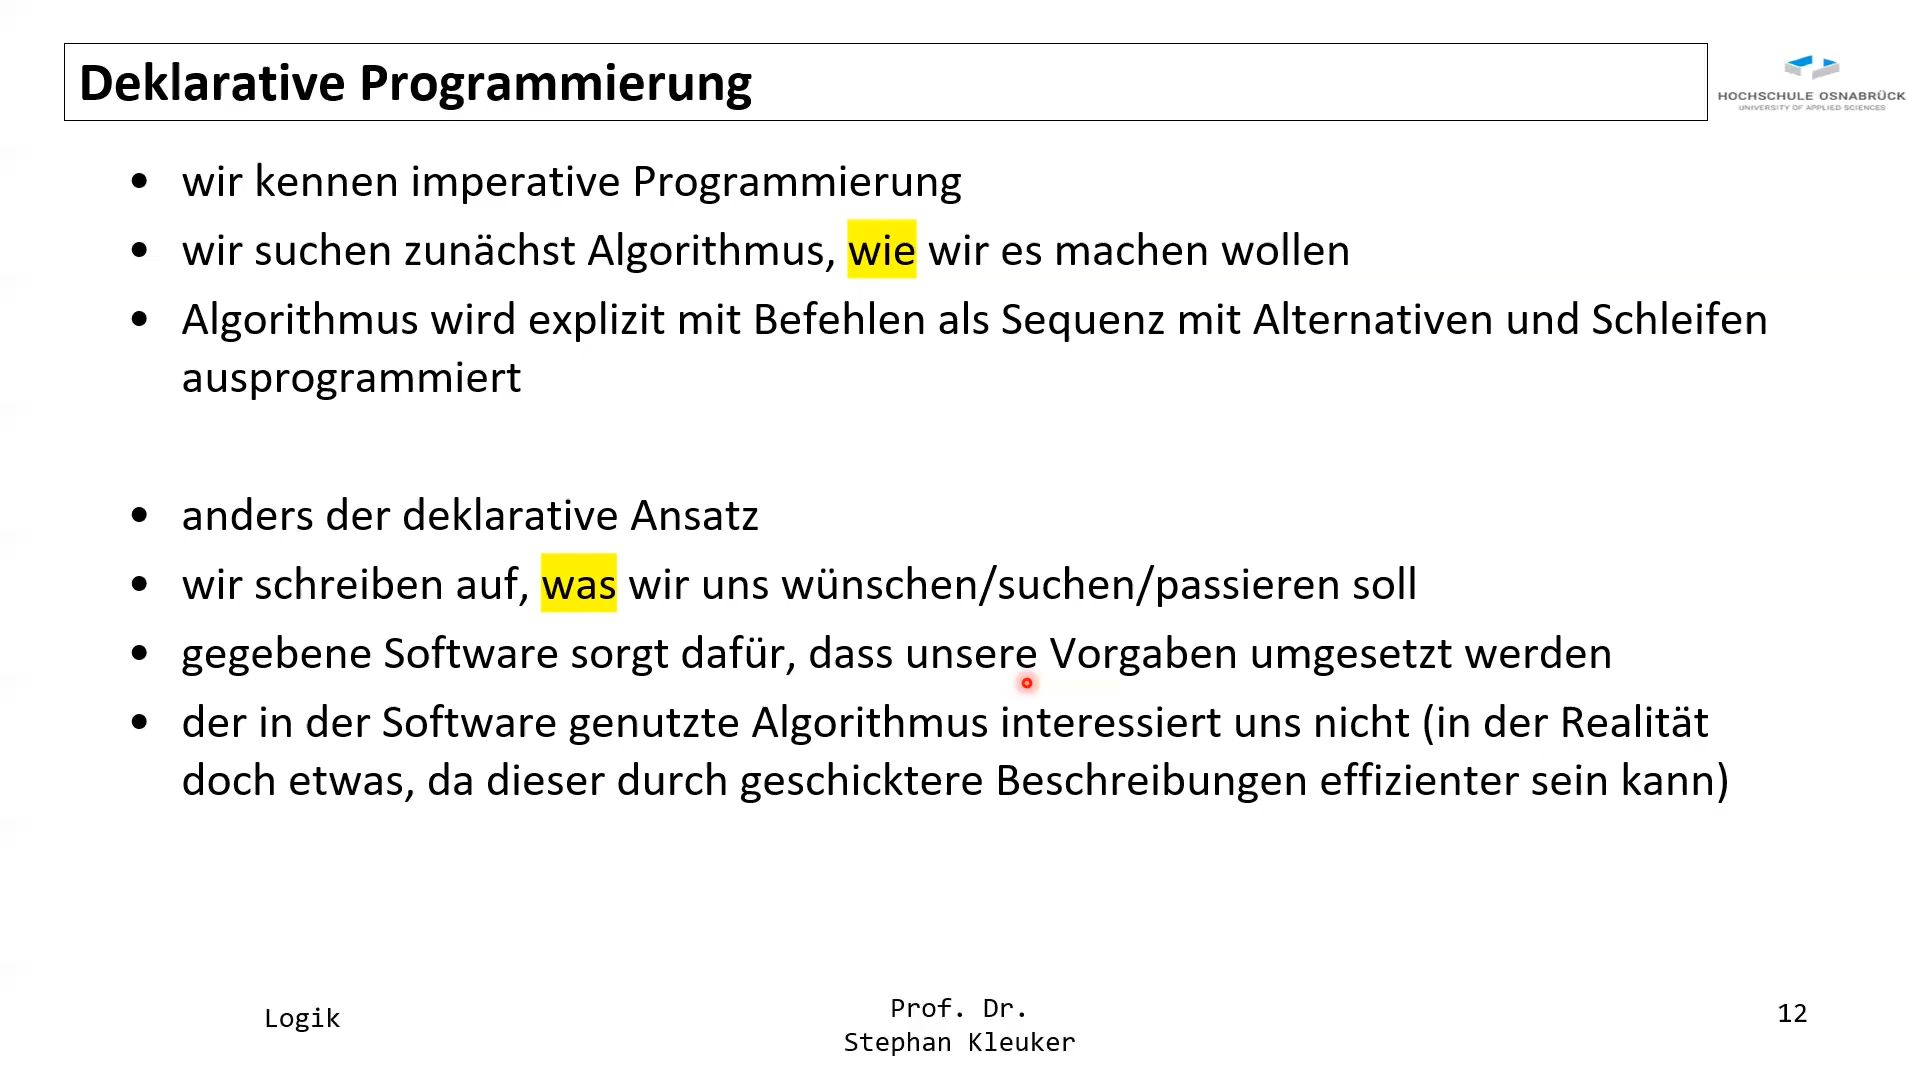 Deklarative Programmierung
HOCHSCHULE OSNABRÜCK
UNIVERSITY OF APPLIED SCIENCES
• wir kennen imperative Programmierung
• wir suchen zunächst Algorithmus, wie wir es machen wollen
• Algorithmus wird explizit mit Befehlen als Sequenz mit Alternativen und Schleifen
ausprogrammiert
• anders der deklarative Ansatz
• wir schreiben auf, was wir uns wünschen/suchen/passieren soll
• gegebene Software sorgt dafür, dass unsere Vorgaben umgesetzt werden
• der in der Software genutzte Algorithmus interessiert uns nicht (in der Realität
doch etwas, da dieser durch geschicktere Beschreibungen effizienter sein kann)
Logik
Prof. Dr.
Stephan Kleuker
12